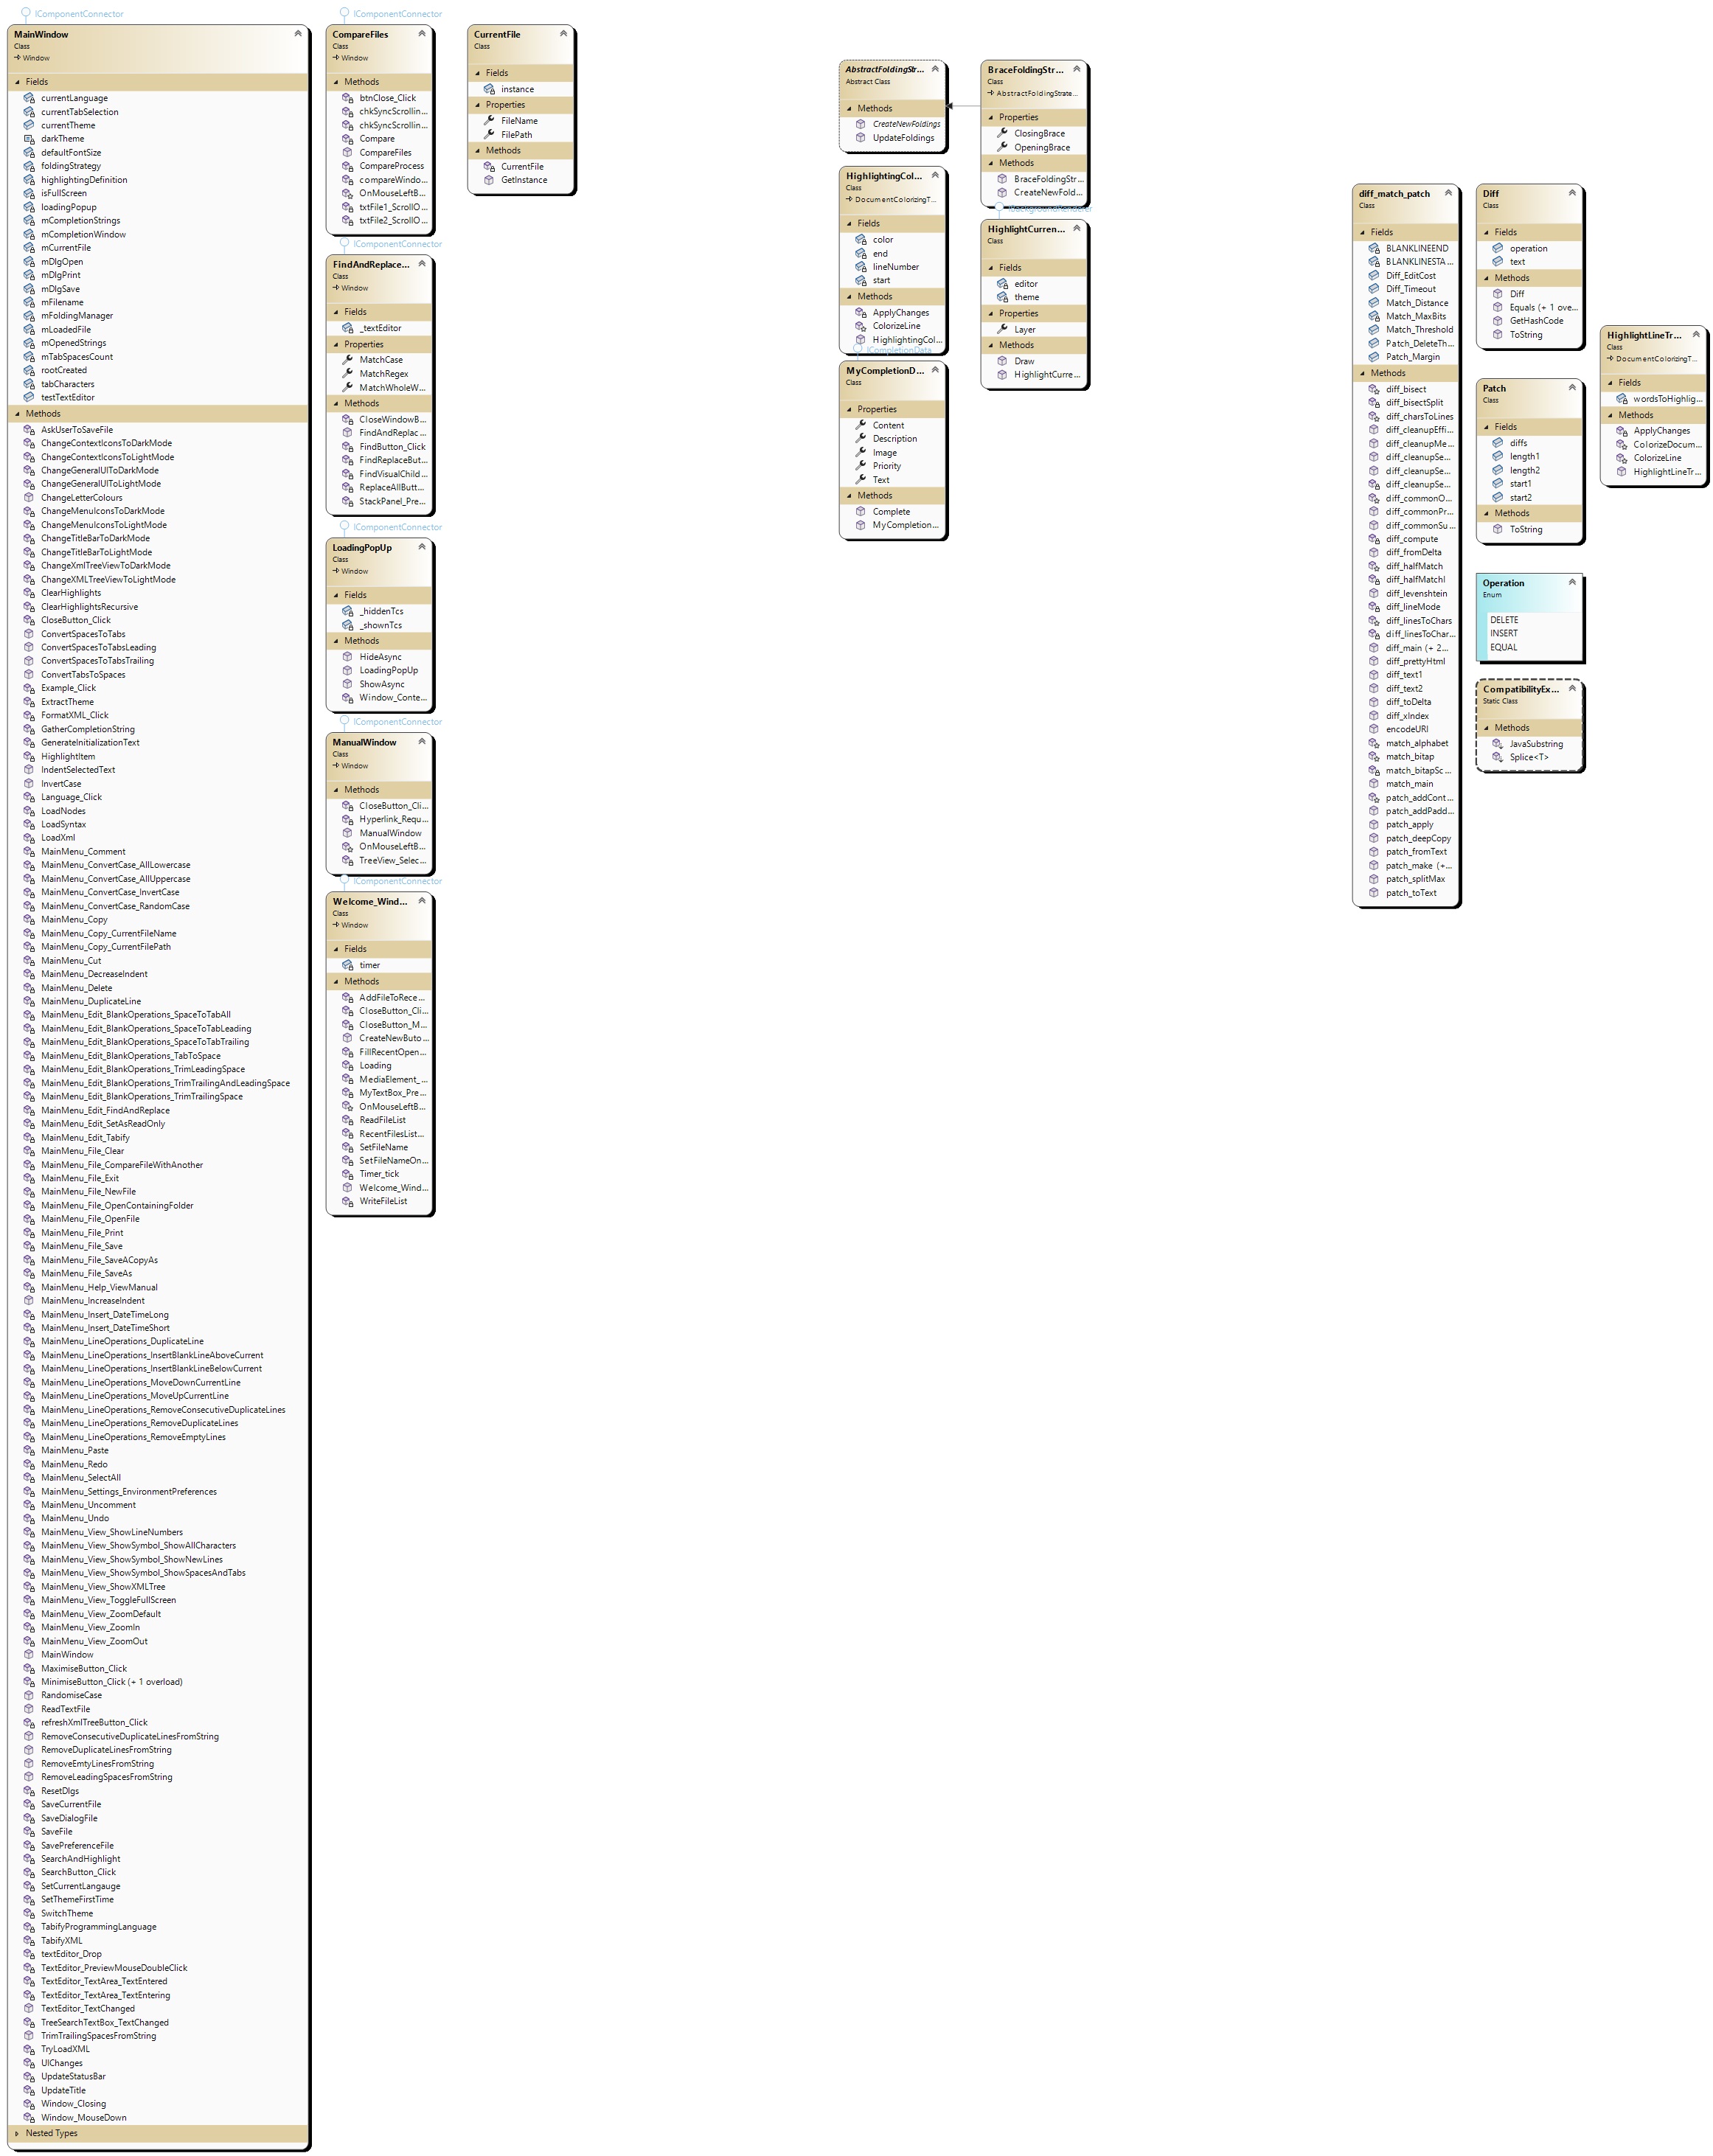 IComponentConnector
MainWindow
Class
Window
Fields
currentLanguage
currentTabSelection
currentTheme
darkTheme
defaultFontSize
foldingStrategy
highlightingDefinition
isFullScreen
loadingPopup
mCompletionStrings
mCompletionWindow
mCurrentFile
mDlgOpen
mDlgPrint
mDlgSave
mFilename
mFoldingManager
mLoadedFile
mOpenedStrings
mTabSpacesCount
rootCreated
tabCharacters
testTextEditor
Methods
AskUserToSaveFile
ChangeContextIconsToDarkMode
ChangeContextIconsToLightMode
ChangeGeneralUIToDarkMode
ChangeGeneralUIToLightMode
ChangeLetterColours
ChangeMenuIconsToDarkMode
ChangeMenuIconsToLightMode
ChangeTitleBarToDarkMode
ChangeTitleBarToLightMode
ChangeXmlTreeViewToDarkMode
ChangeXMLTreeViewToLightMode
ClearHighlights
ClearHighlightsRecursive
CloseButton_Click
ConvertSpacesToTabs
ConvertSpacesToTabsLeading
ConvertSpacesToTabsTrailing
ConvertTabsToSpaces
Example_Click
ExtractTheme
FormatXML_Click
GatherCompletionString
GenerateInitializationText
HighlightItem
IndentSelectedText
InvertCase
Language_Click
LoadNodes
LoadSyntax
LoadXml
MainMenu_Comment
MainMenu_ConvertCase_AllLowercase
MainMenu_ConvertCase_AllUppercase
MainMenu_ConvertCase_InvertCase
MainMenu_ConvertCase_RandomCase
MainMenu_Copy
MainMenu_Copy_CurrentFileName
MainMenu_Copy_CurrentFilePath
MainMenu_Cut
MainMenu_DecreaseIndent
MainMenu_Delete
MainMenu_DuplicateLine
MainMenu_Edit_BlankOperations_SpaceToTabAll
MainMenu_Edit_BlankOperations_SpaceToTabLeading
MainMenu_Edit_BlankOperations_SpaceToTabTrailing
MainMenu_Edit_BlankOperations_TabToSpace
MainMenu_Edit_BlankOperations_TrimLeadingSpace
MainMenu_Edit_BlankOperations_TrimTrailingAndLeadingSpace
MainMenu_Edit_BlankOperations_TrimTrailingSpace
MainMenu_Edit_FindAndReplace
MainMenu_Edit_SetAsReadOnly
MainMenu_Edit_Tabify
MainMenu_File_Clear
MainMenu_File_CompareFileWithAnother
MainMenu_File_Exit
MainMenu_File_NewFile
MainMenu_File_OpenContainingFolder
MainMenu_File_OpenFile
MainMenu_File_Print
MainMenu_File_Save
MainMenu_File_SaveACopyAs
MainMenu_File_SaveAs
MainMenu_Help_ViewManual
MainMenu_IncreaseIndent
MainMenu_Insert_DateTimeLong
MainMenu_Insert_DateTimeShort
MainMenu_LineOperations_DuplicateLine
MainMenu_LineOperations_InsertBlankLineAboveCurrent
MainMenu_LineOperations_InsertBlankLineBelowCurrent
MainMenu_LineOperations_MoveDownCurrentLine
MainMenu_LineOperations_MoveUpCurrentLine
MainMenu_LineOperations_RemoveConsecutiveDuplicateLines
MainMenu_LineOperations_RemoveDuplicateLines
MainMenu_LineOperations_RemoveEmptyLines
MainMenu_Paste
MainMenu_Redo
MainMenu_SelectAll
MainMenu_Settings_EnvironmentPreferences
MainMenu_Uncomment
MainMenu_Undo
MainMenu_View_ShowLineNumbers
MainMenu_View_ShowSymbol_ShowAllCharacters
MainMenu_View_ShowSymbol_ShowNewLines
MainMenu_View_ShowSymbol_ShowSpacesAndTabs
MainMenu_View_ShowXMLTree
MainMenu_View_ToggleFullScreen
MainMenu_View_ZoomDefault
MainMenu_View_ZoomIn
MainMenu_View_ZoomOut
MainWindow
MaximiseButton_Click
MinimiseButton_Click (+ 1 overload)
RandomiseCase
ReadTextFile
refreshXmlTreeButton_Click
RemoveConsecutiveDuplicateLinesFromString
RemoveDuplicateLinesFromString
RemoveEmtyLinesFromString
RemoveLeadingSpacesFromString
ResetDlgs
SaveCurrentFile
SaveDialogFile
SaveFile
SavePreferenceFile
SearchAndHighlight
SearchButton_Click
SetCurrentLangauge
SetThemeFirstTime
SwitchTheme
TabifyProgrammingLanguage
TabifyXML
textEditor_Drop
TextEditor_PreviewMouseDoubleClick
TextEditor_TextArea_TextEntered
TextEditor_TextArea_TextEntering
TextEditor_TextChanged
TreeSearchTextBox_TextChanged
TrimTrailingSpacesFromString
TryLoadXML
UIChanges
UpdateStatusBar
UpdateTitle
Window_Closing
Window_MouseDown
Nested Types
IComponentConnector
CompareFiles
Class
Window
Methods
btnClose_Click
chkSyncScrollin...
chkSyncScrollin...
Compare
CompareFiles
CompareProcess
compareWindo...
OnMouseLeftB...
txtFile1_ScrollO...
txtFile2_ScrollO...
IComponentConnector
FindAndReplace...
Class
Window
Fields
_textEditor
Properties
MatchCase
MatchRegex
MatchWholeW...
Methods
CloseWindowB...
FindAndReplac...
FindButton_Click
FindReplaceBut...
FindVisualChild...
ReplaceAllButt...
StackPanel_Pre...
IComponentConnector
LoadingPopUp
Class
Window
Fields
_hiddenTcs
_shownTcs
Methods
HideAsync
LoadingPopUp
ShowAsync
Window_Conte...
IComponentConnector
ManualWindow
Class
Window
Methods
CloseButton_Cli...
Hyperlink_Requ...
ManualWindow
OnMouseLeftB...
TreeView_Selec...
IComponentConnector
Welcome_Wind...
Class
Window
Fields
timer
Methods
AddFileToRece...
CloseButton_Cli...
CloseButton_M...
CreateNewButo...
FillRecentOpen...
Loading
MediaElement_...
MyTextBox_Pre...
OnMouseLeftB...
ReadFileList
RecentFilesList...
SetFileName
SetFileNameOn...
Timer_tick
Welcome_Wind...
WriteFileList
CurrentFile
Class
Fields
instance
Properties
FileName
FilePath
Methods
CurrentFile
GetInstance
AbstractFoldingStr...
Abstract Class
Methods
CreateNewFoldings
UpdateFoldings
HighlightingCol...
Class
DocumentColorizingT...
Fields
color
end
lineNumber
start
Methods
ApplyChanges
ColorizeLine
HighlightingCol...
ICompletionData
MyCompletionD...
Class
Properties
Content
Description
Image
Priority
Text
Methods
Complete
MyCompletion...
BraceFoldingStr...
Class
AbstractFoldingStrate...
Properties
ClosingBrace
OpeningBrace
Methods
BraceFoldingStr...
CreateNewFold...
IBackgroundRenderer
HighlightCurren...
Class
Fields
editor
theme
Properties
Layer
Methods
Draw
HighlightCurre...
diff_match_patch
Class
Fields
BLANKLINEEND
BLANKLINESTA...
Diff_EditCost
Diff_Timeout
Match_Distance
Match_MaxBits
Match_Threshold
Patch_DeleteTh...
Patch_Margin
Methods
diff_bisect
diff_bisectSplit
diff_charsToLines
diff_cleanupEffi...
diff_cleanupMe...
diff_cleanupSe...
diff_cleanupSe...
diff_cleanupSe...
diff_commonO...
diff_commonPr...
diff_commonSu...
diff_compute
diff_fromDelta
diff_halfMatch
diff_halfMatchI
diff_levenshtein
diff_lineMode
diff_linesToChars
diff_linesToChar...
diff_main (+ 2...
diff_prettyHtml
diff_text1
diff_text2
diff_toDelta
diff_xIndex
encodeURI
match_alphabet
match_bitap
match_bitapSc...
match_main
patch_addCont...
patch_addPadd...
patch_apply
patch_deepCopy
patch_fromText
patch_make (+...
patch_splitMax
patch_toText
Diff
Class
Fields
operation
text
Methods
Diff
Equals (+ 1 ove...
GetHashCode
ToString
Patch
Class
Fields
diffs
length1
length2
start1
start2
Methods
ToString
Operation
Enum
DELETE
INSERT
EQUAL
CompatibilityEx...
Static Class
Methods
JavaSubstring
Splice<T>
HighlightLineTr...
Class
DocumentColorizingT...
Fields
wordsToHighlig...
Methods
ApplyChanges
ColorizeDocum...
ColorizeLine
HighlightLineTr...